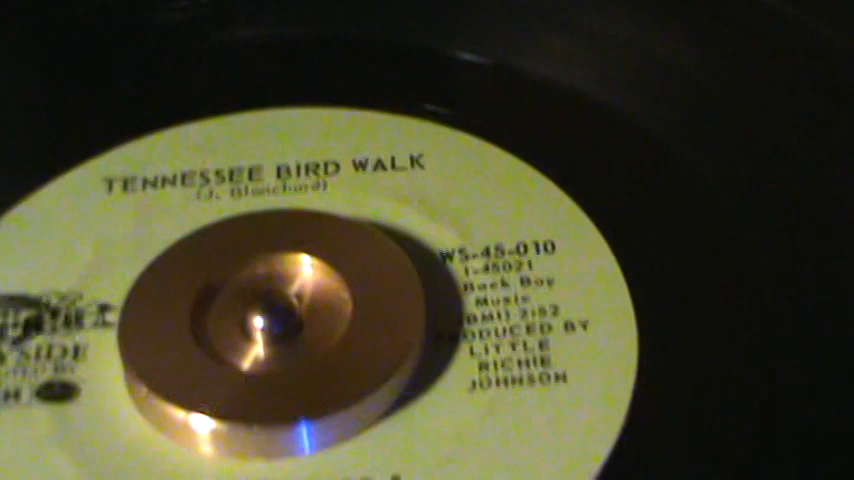 TENNESSEE BIRD WALK
(J. Blanchard)
WS-45-010
1-45021
Back Bay
Music
BMI) 2:52
ODUCED BY
LITTLE
RICHIE
JOHNSON
SIDE